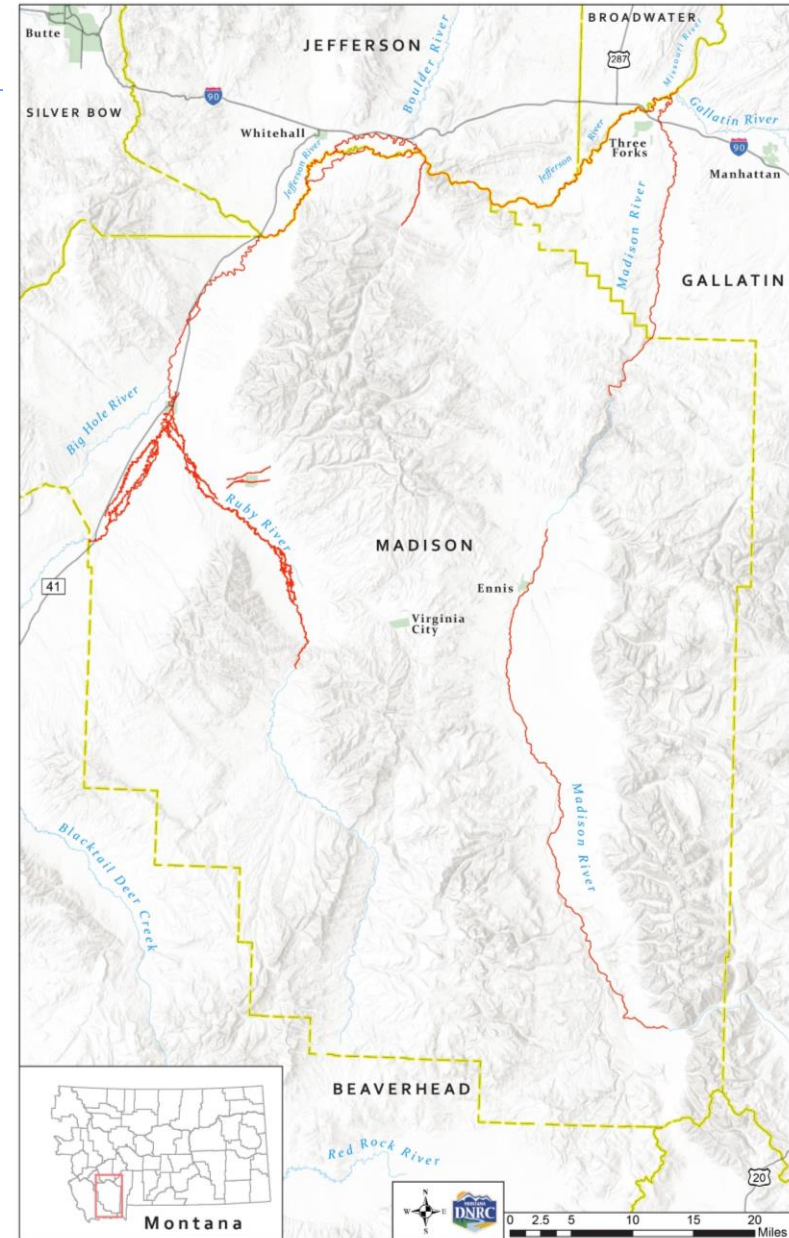 BROADWATER
Butte
JEFFERSON
Boulder River
287
Missouri River
90
SILVER BOW
Whitehall
Jefferson River
Jefferson River
Three
Forks
Gallatin River
90
Manhattan
Madison River
GALLATIN
Big Hole River
Ruby River
MADISON
41
Ennis
Virginia
City
Madison River
Blacktail Deer Creek
BEAVERHEAD
Red Rock River
20
Montana
N
W E
S
MONTANA
DNRC
0 2.5 5 10 15 20
Miles